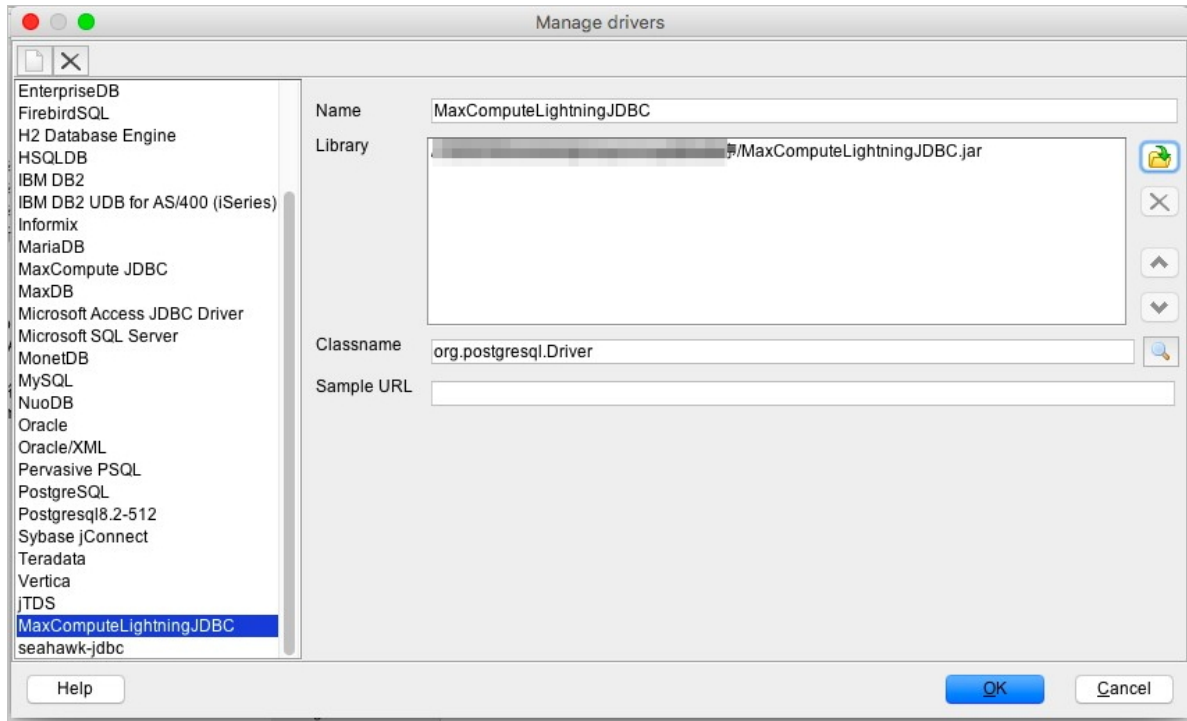 Manage drivers
EnterpriseDB
FirebirdSQL
H2 Database Engine
HSQLDB
IBM DB2
IBM DB2 UDB for AS/400 (iSeries)
Informix
MariaDB
MaxCompute JDBC
MaxDB
Microsoft Access JDBC Driver
Microsoft SQL Server
MonetDB
MySQL
NuoDB
Oracle
Oracle/XML
Pervasive PSQL
PostgreSQL
Postgresql8.2-512
Sybase jConnect
Teradata
Vertica
jTDS
MaxComputeLightningJDBC
seahawk-jdbc
Name
MaxComputeLightningJDBC
Library
/MaxComputeLightningJDBC.jar
Classname
org.postgresql.Driver
Sample URL
Help
OK
Cancel